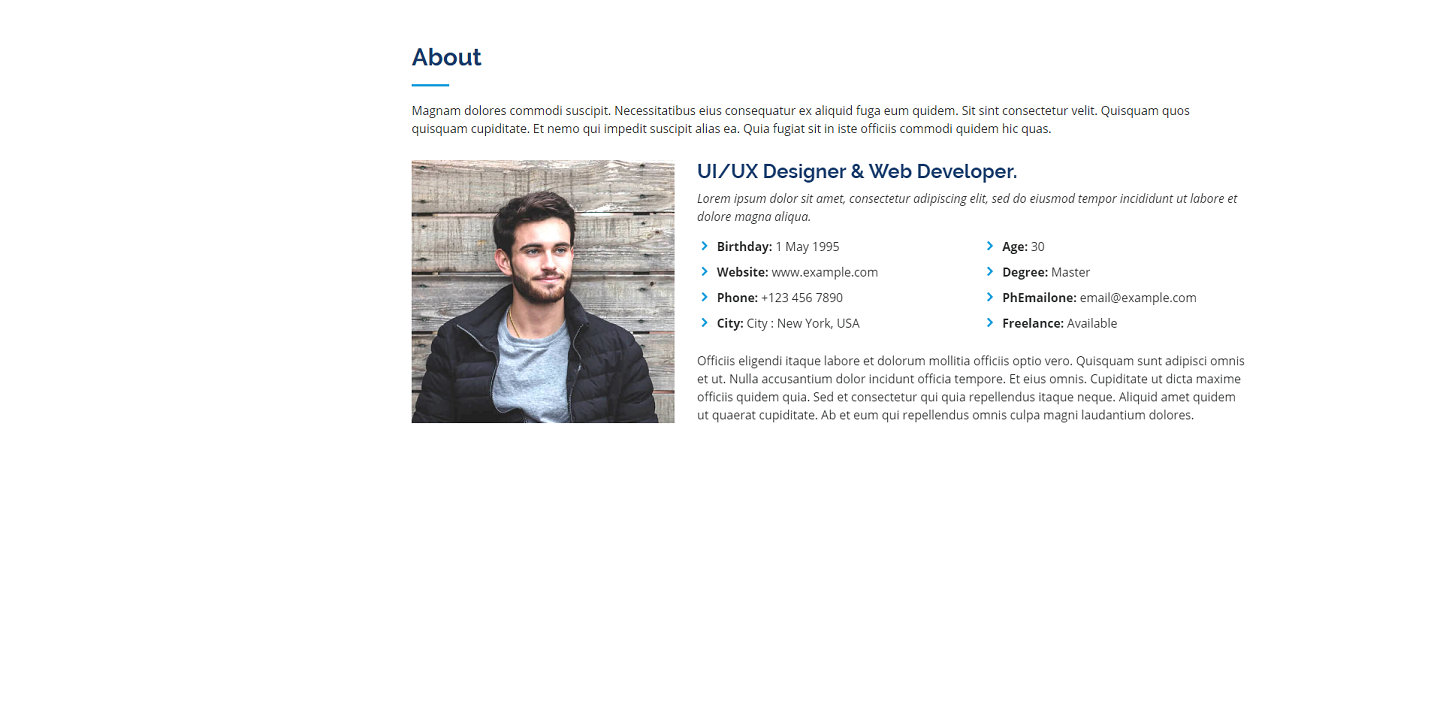 About
Magnam dolores commodi suscipit. Necessitatibus eius consequatur ex aliquid fuga eum quidem. Sit sint consectetur velit. Quisquam quos
quisquam cupiditate. Et nemo qui impedit suscipit alias ea. Quia fugiat sit in iste officiis commodi quidem hic quas.
UI/UX Designer & Web Developer.
Lorem ipsum dolor sit amet, consectetur adipiscing elit, sed do eiusmod tempor incididunt ut labore et
dolore magna aliqua.
Birthday: 1 May 1995
Website: www.example.com
Phone: +123 456 7890
City: City : New York, USA
Age: 30
Degree: Master
PhEmailone: email@example.com
Freelance: Available
Officiis eligendi itaque labore et dolorum mollitia officiis optio vero. Quisquam sunt adipisci omnis
et ut. Nulla accusantium dolor incidunt officia tempore. Et eius omnis. Cupiditate ut dicta maxime
officiis quidem quia. Sed et consectetur qui quia repellendus itaque neque. Aliquid amet quidem
ut quaerat cupiditate. Ab et eum qui repellendus omnis culpa magni laudantium dolores.